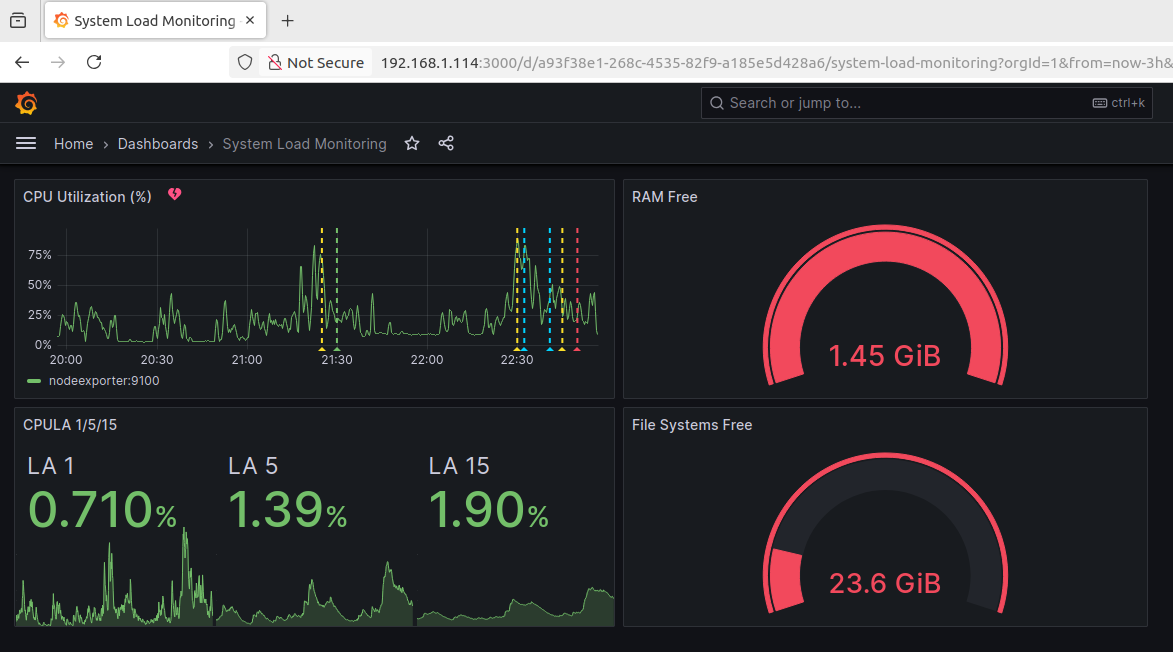 System Load Monitoring
Not Secure
192.168.1.114:3000/d/a93f38e1-268c-4535-82f9-a185e5d428a6/system-load-monitoring?orgId=1&from=now-3h&
Search or jump to...
ctrl+k
Home › Dashboards › System Load Monitoring
CPU Utilization (%)
75%
50%
25%
0%
20:00 20:30 21:00 21:30 22:00 22:30
nodeexporter:9100
RAM Free
1.45 GiB
CPULA 1/5/15
LA 1
0.710%
LA 5
1.39%
LA 15
1.90%
File Systems Free
23.6 GiB